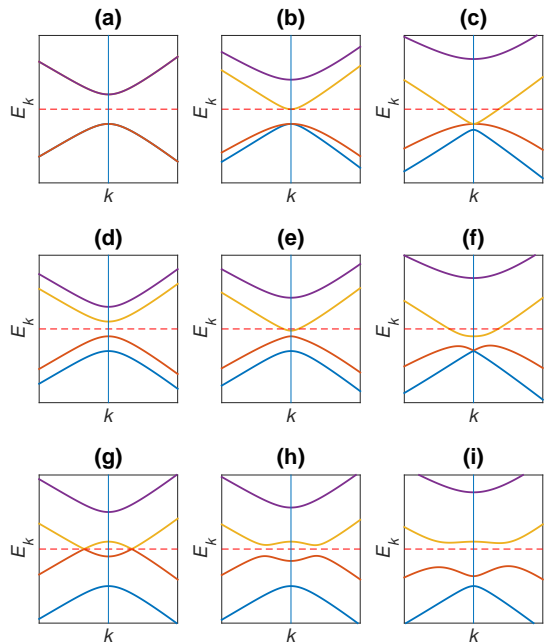 (a) (b) (c)
E_k E_k E_k
k k k
(d) (e) (f)
E_k E_k E_k
k k k
(g) (h) (i)
E_k E_k E_k
k k k